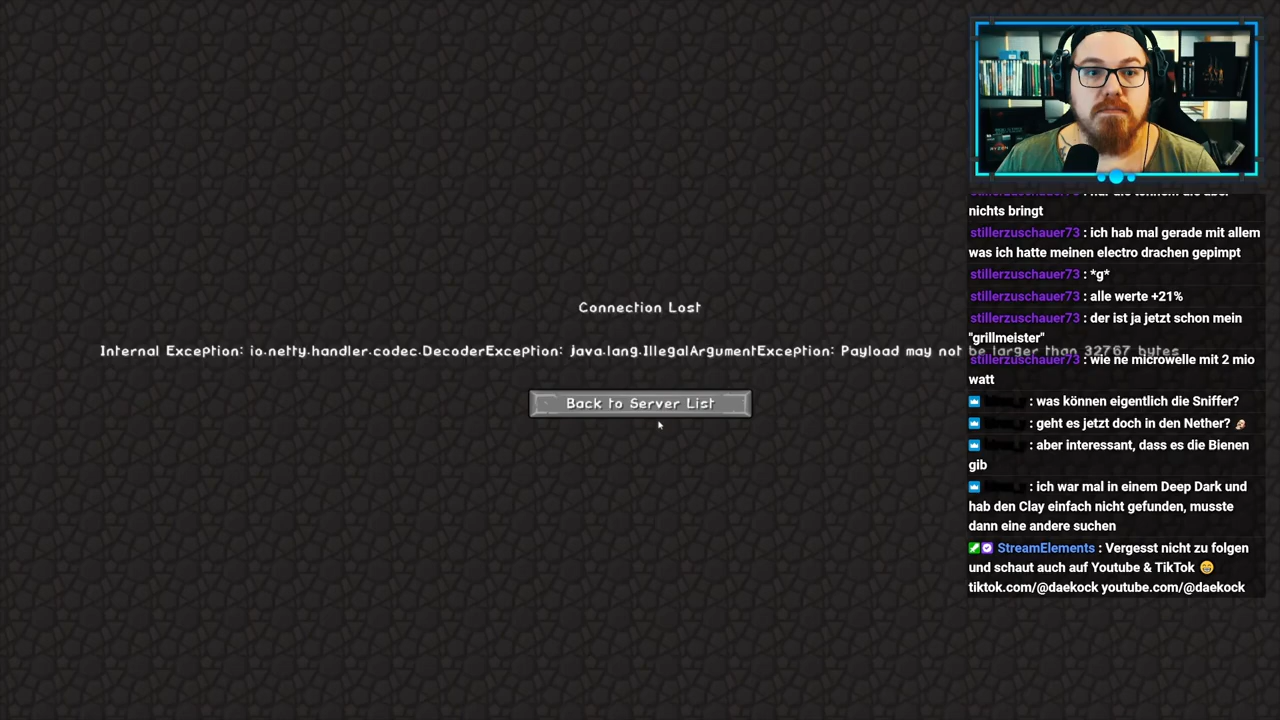 Connection Lost
Internal Exception: io.netty.handler.codec.DecoderException: java.lang.IllegalArgumentException: Payload may not be larger than 32767 bytes
Back to Server List
nichts bringt
stillerzuschauer73 : ich hab mal gerade mit allem
was ich hatte meinen electro drachen gepimpt
stillerzuschauer73 : *g*
stillerzuschauer73 : alle werte +21%
stillerzuschauer73 : der ist ja jetzt schon mein
"grillmeister"
stillerzuschauer73 : wie ne microwelle mit 2 mio
watt
: was können eigentlich die Sniffer?
: geht es jetzt doch in den Nether?
: aber interessant, dass es die Bienen
gib
: ich war mal in einem Deep Dark und
hab den Clay einfach nicht gefunden, musste
dann eine andere suchen
StreamElements : Vergesst nicht zu folgen
und schaut auch auf Youtube & TikTok 😁
tiktok.com/@daekock youtube.com/@daekock